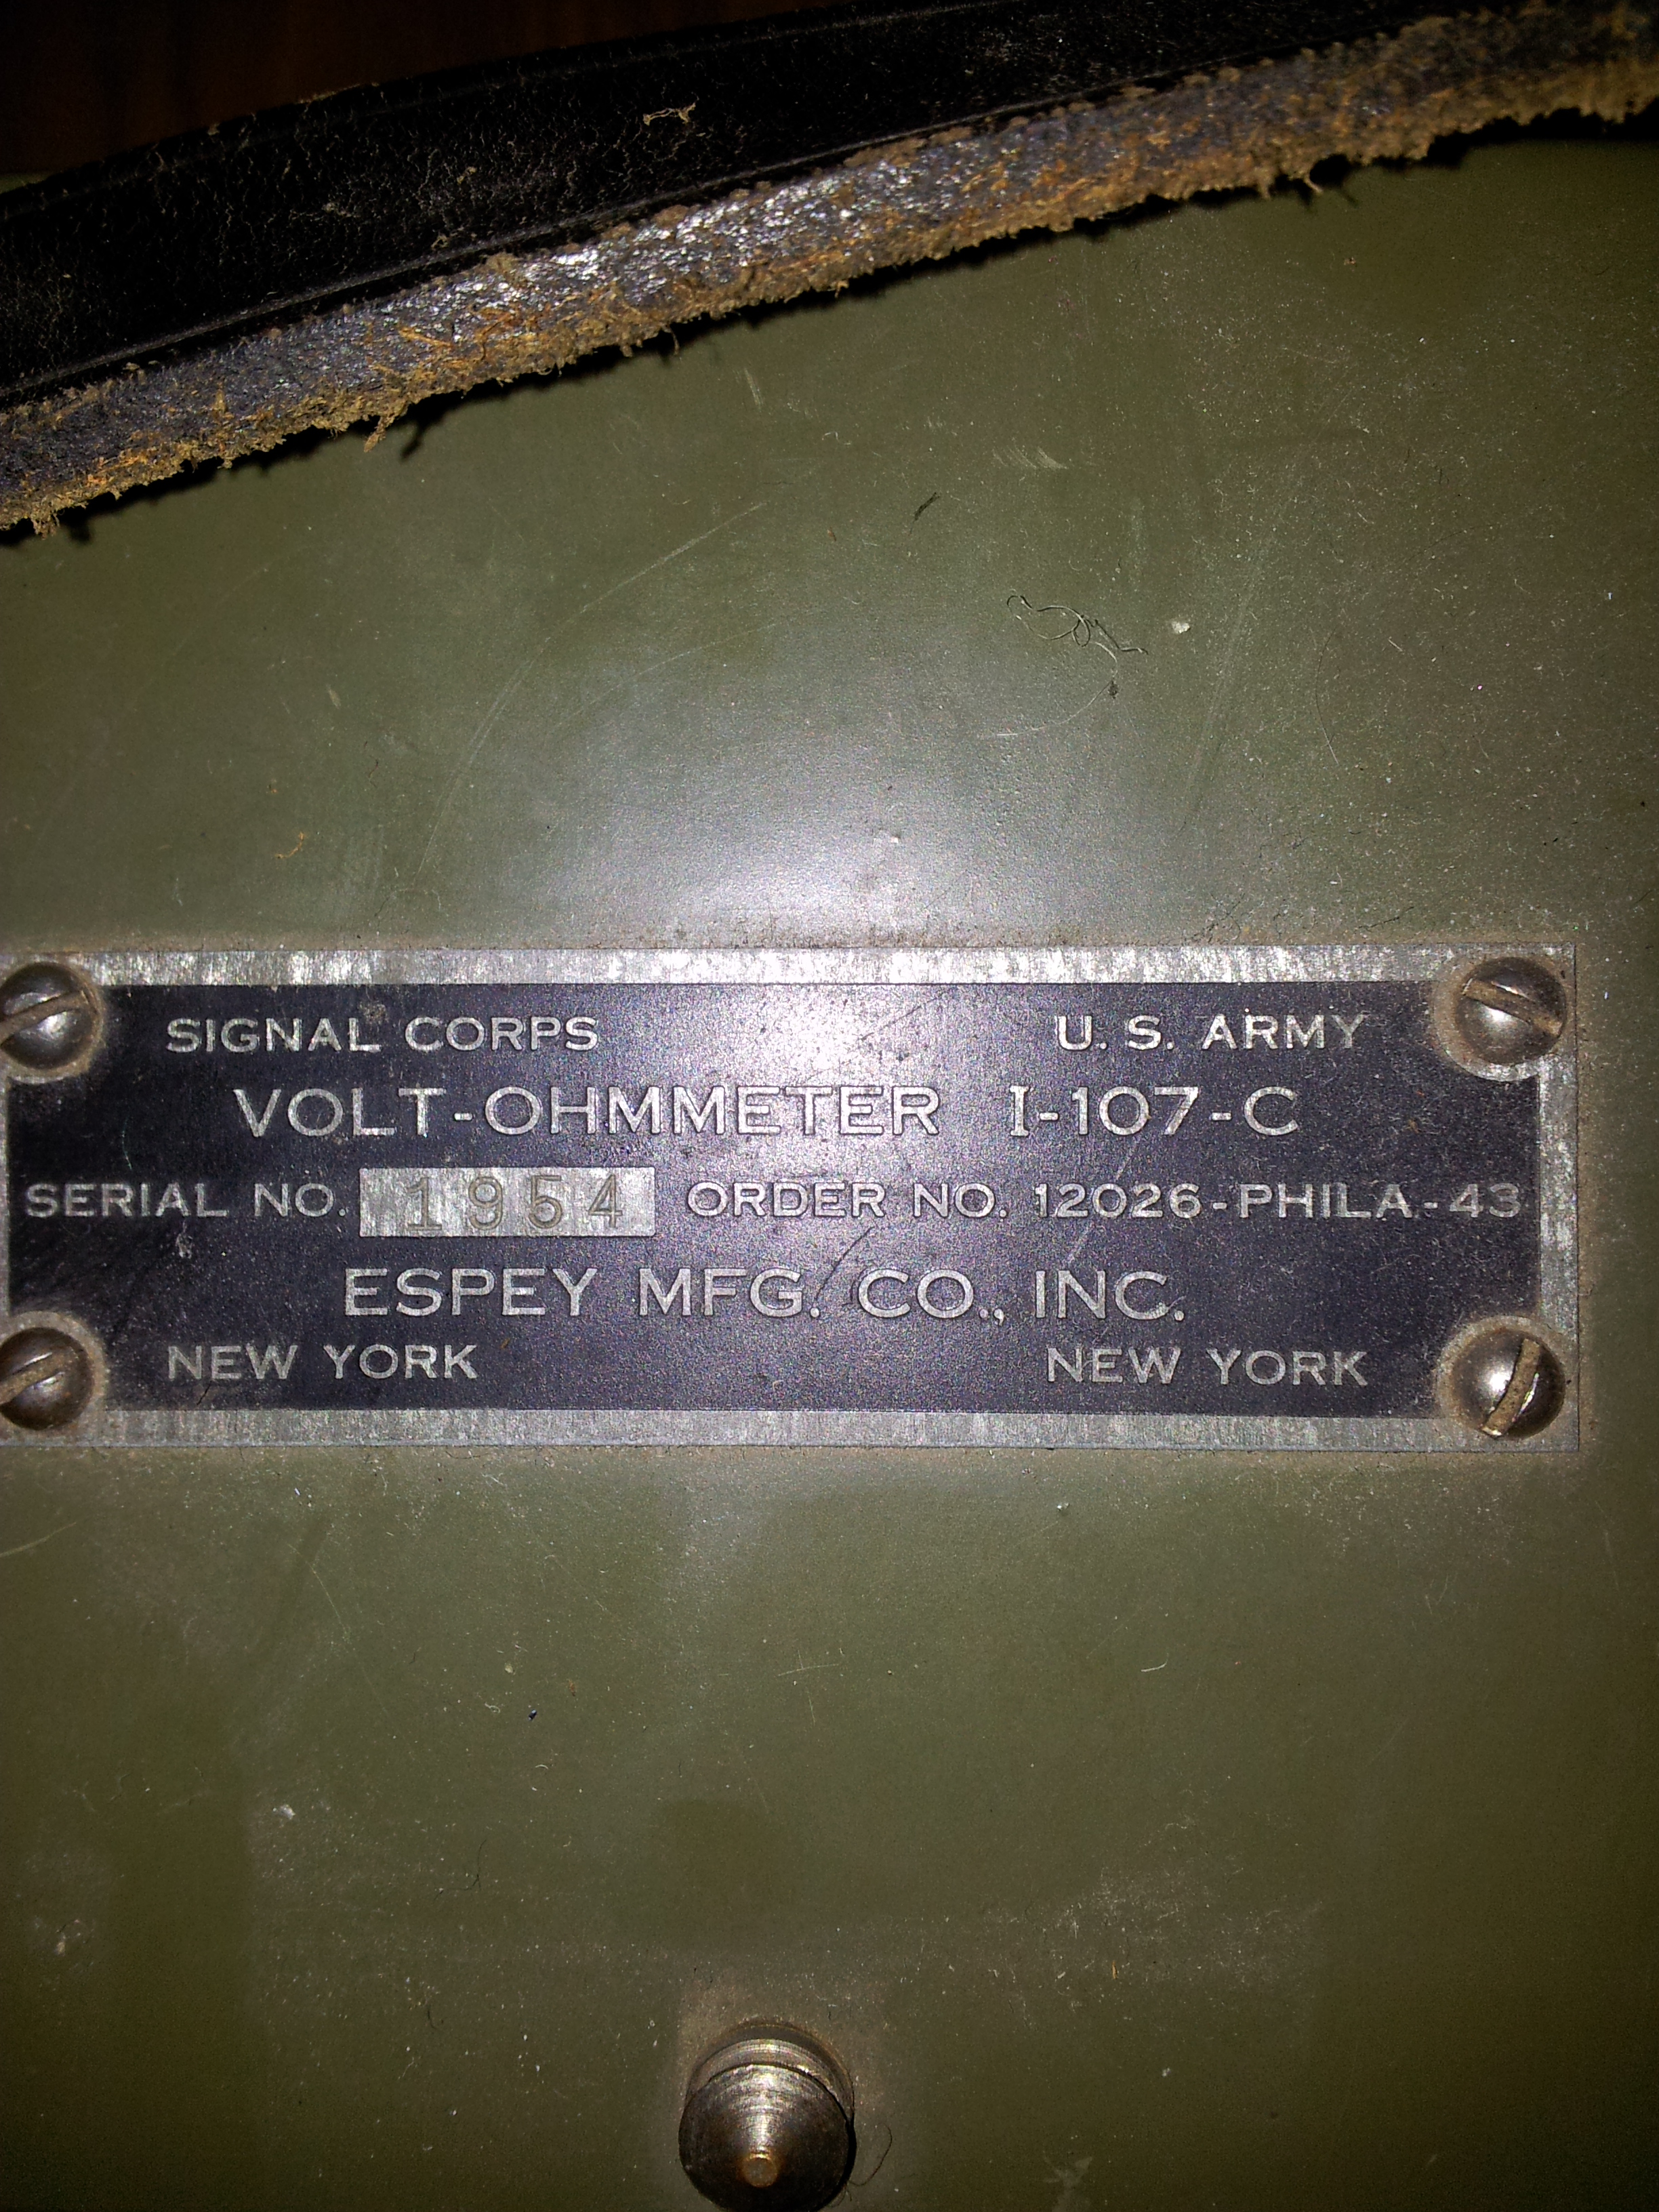 SIGNAL CORPS U. S. ARMY
VOLT-OHMMETER I-107-C
SERIAL NO. 1954 ORDER NO. 12026-PHILA.-43
ESPEY MFG. CO., INC.
NEW YORK NEW YORK